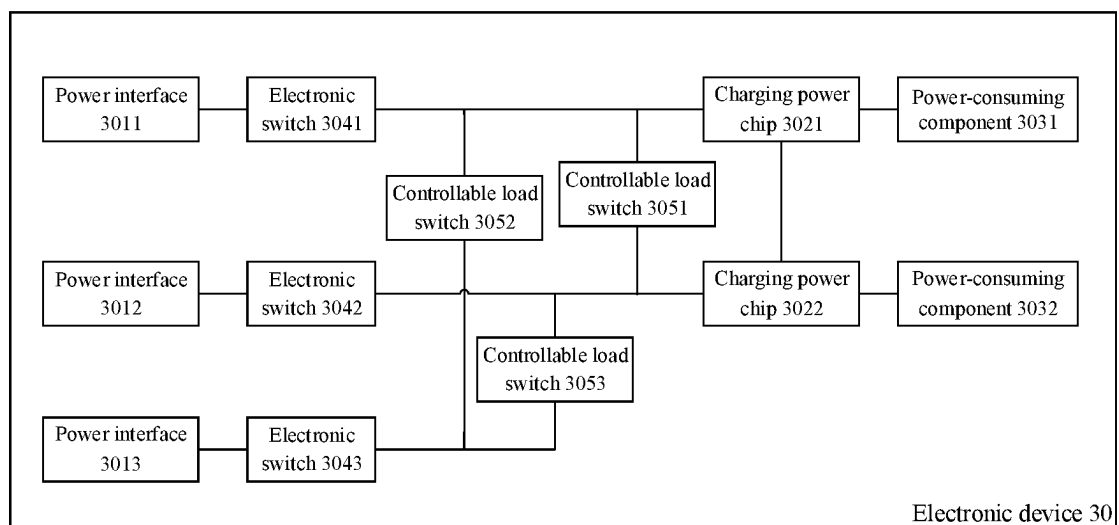 Power interface
3011
Electronic
switch 3041
Charging power
chip 3021
Power-consuming
component 3031
Controllable load
switch 3052
Controllable load
switch 3051
Power interface
3012
Electronic
switch 3042
Charging power
chip 3022
Power-consuming
component 3032
Controllable load
switch 3053
Power interface
3013
Electronic
switch 3043
Electronic device 30